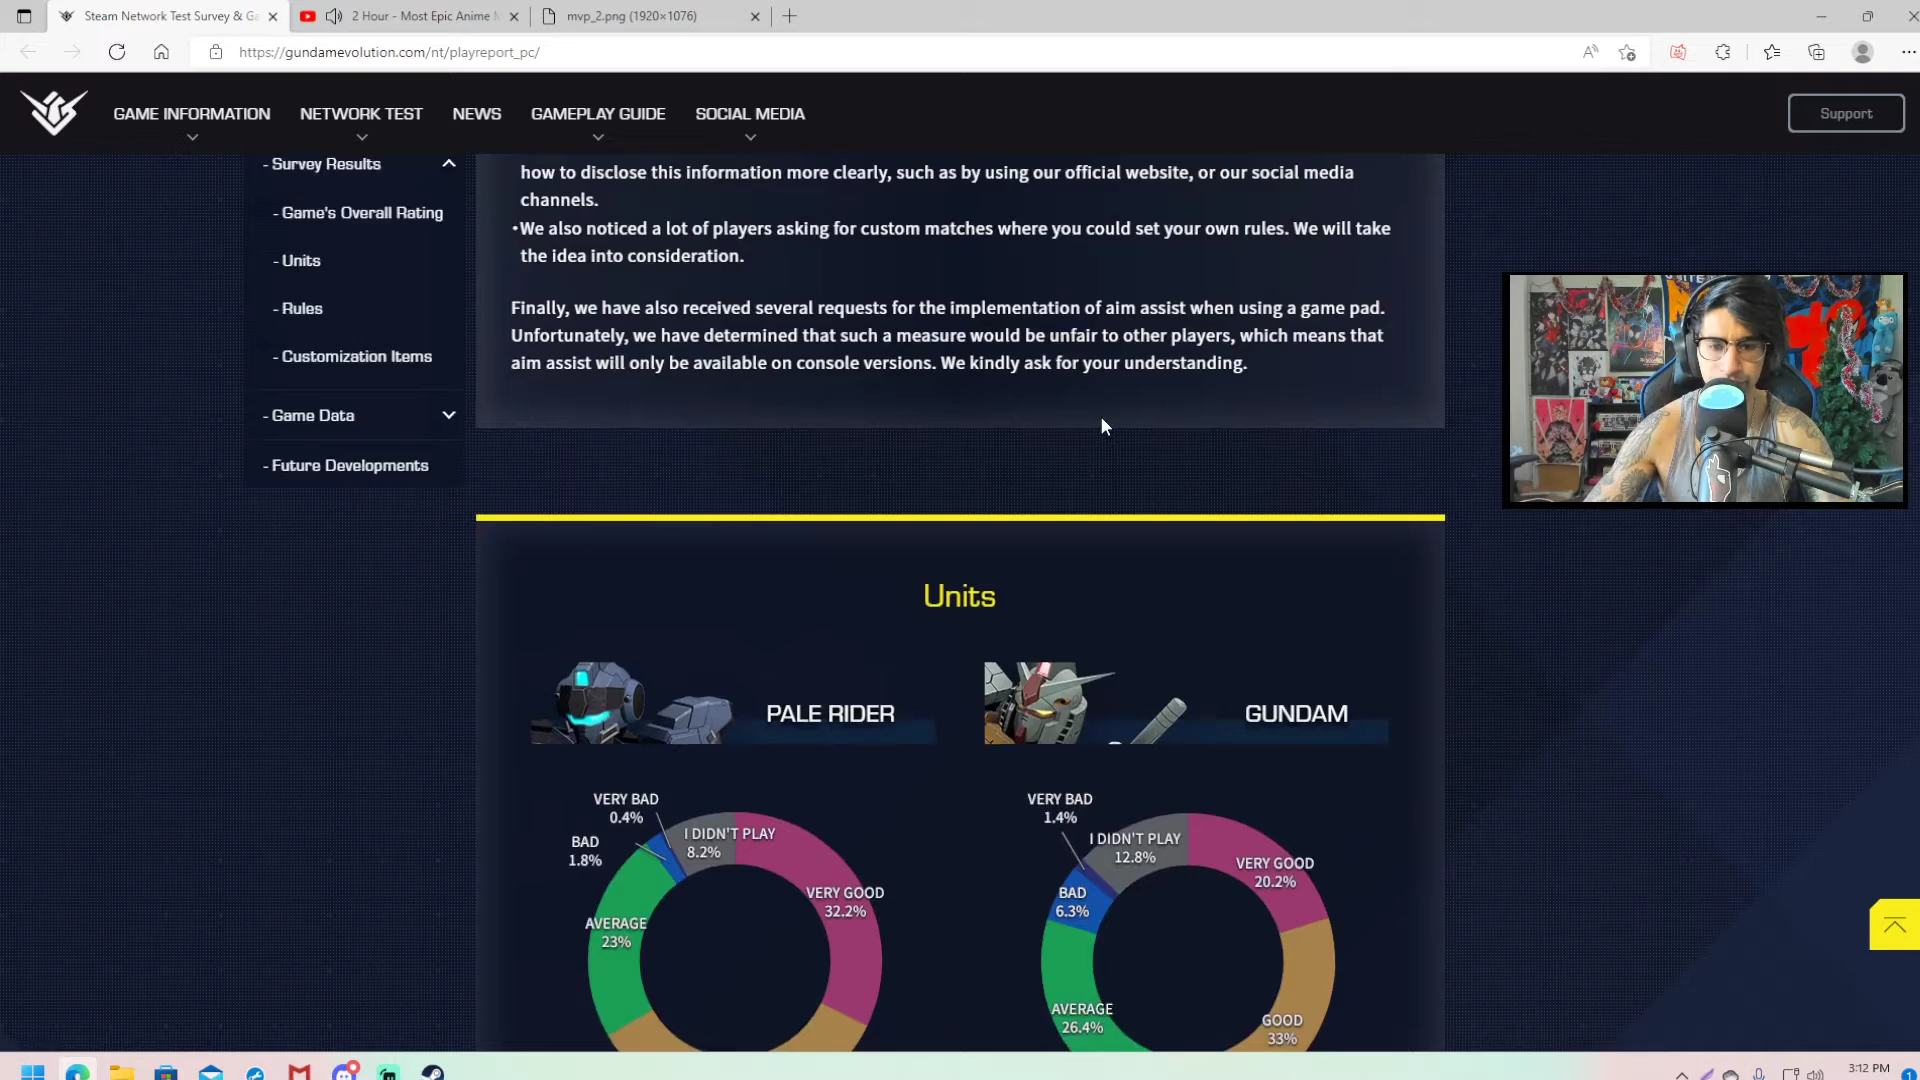 Steam Network Test Survey & Ga
2 Hour - Most Epic Anime M
mvp_2.png (1920×1076)
https://gundamevolution.com/nt/playreport_pc/
GAME INFORMATION
NETWORK TEST
NEWS
GAMEPLAY GUIDE
SOCIAL MEDIA
Support
- Survey Results
- Game's Overall Rating
- Units
- Rules
- Customization Items
- Game Data
- Future Developments
how to disclose this information more clearly, such as by using our official website, or our social media
channels.
•We also noticed a lot of players asking for custom matches where you could set your own rules. We will take
the idea into consideration.
Finally, we have also received several requests for the implementation of aim assist when using a game pad.
Unfortunately, we have determined that such a measure would be unfair to other players, which means that
aim assist will only be available on console versions. We kindly ask for your understanding.
Units
PALE RIDER
GUNDAM
VERY BAD
0.4%
BAD
1.8%
I DIDN'T PLAY
8.2%
VERY GOOD
32.2%
AVERAGE
23%
VERY BAD
1.4%
I DIDN'T PLAY
12.8%
VERY GOOD
20.2%
BAD
6.3%
AVERAGE
26.4%
GOOD
33%
3:12 PM
1